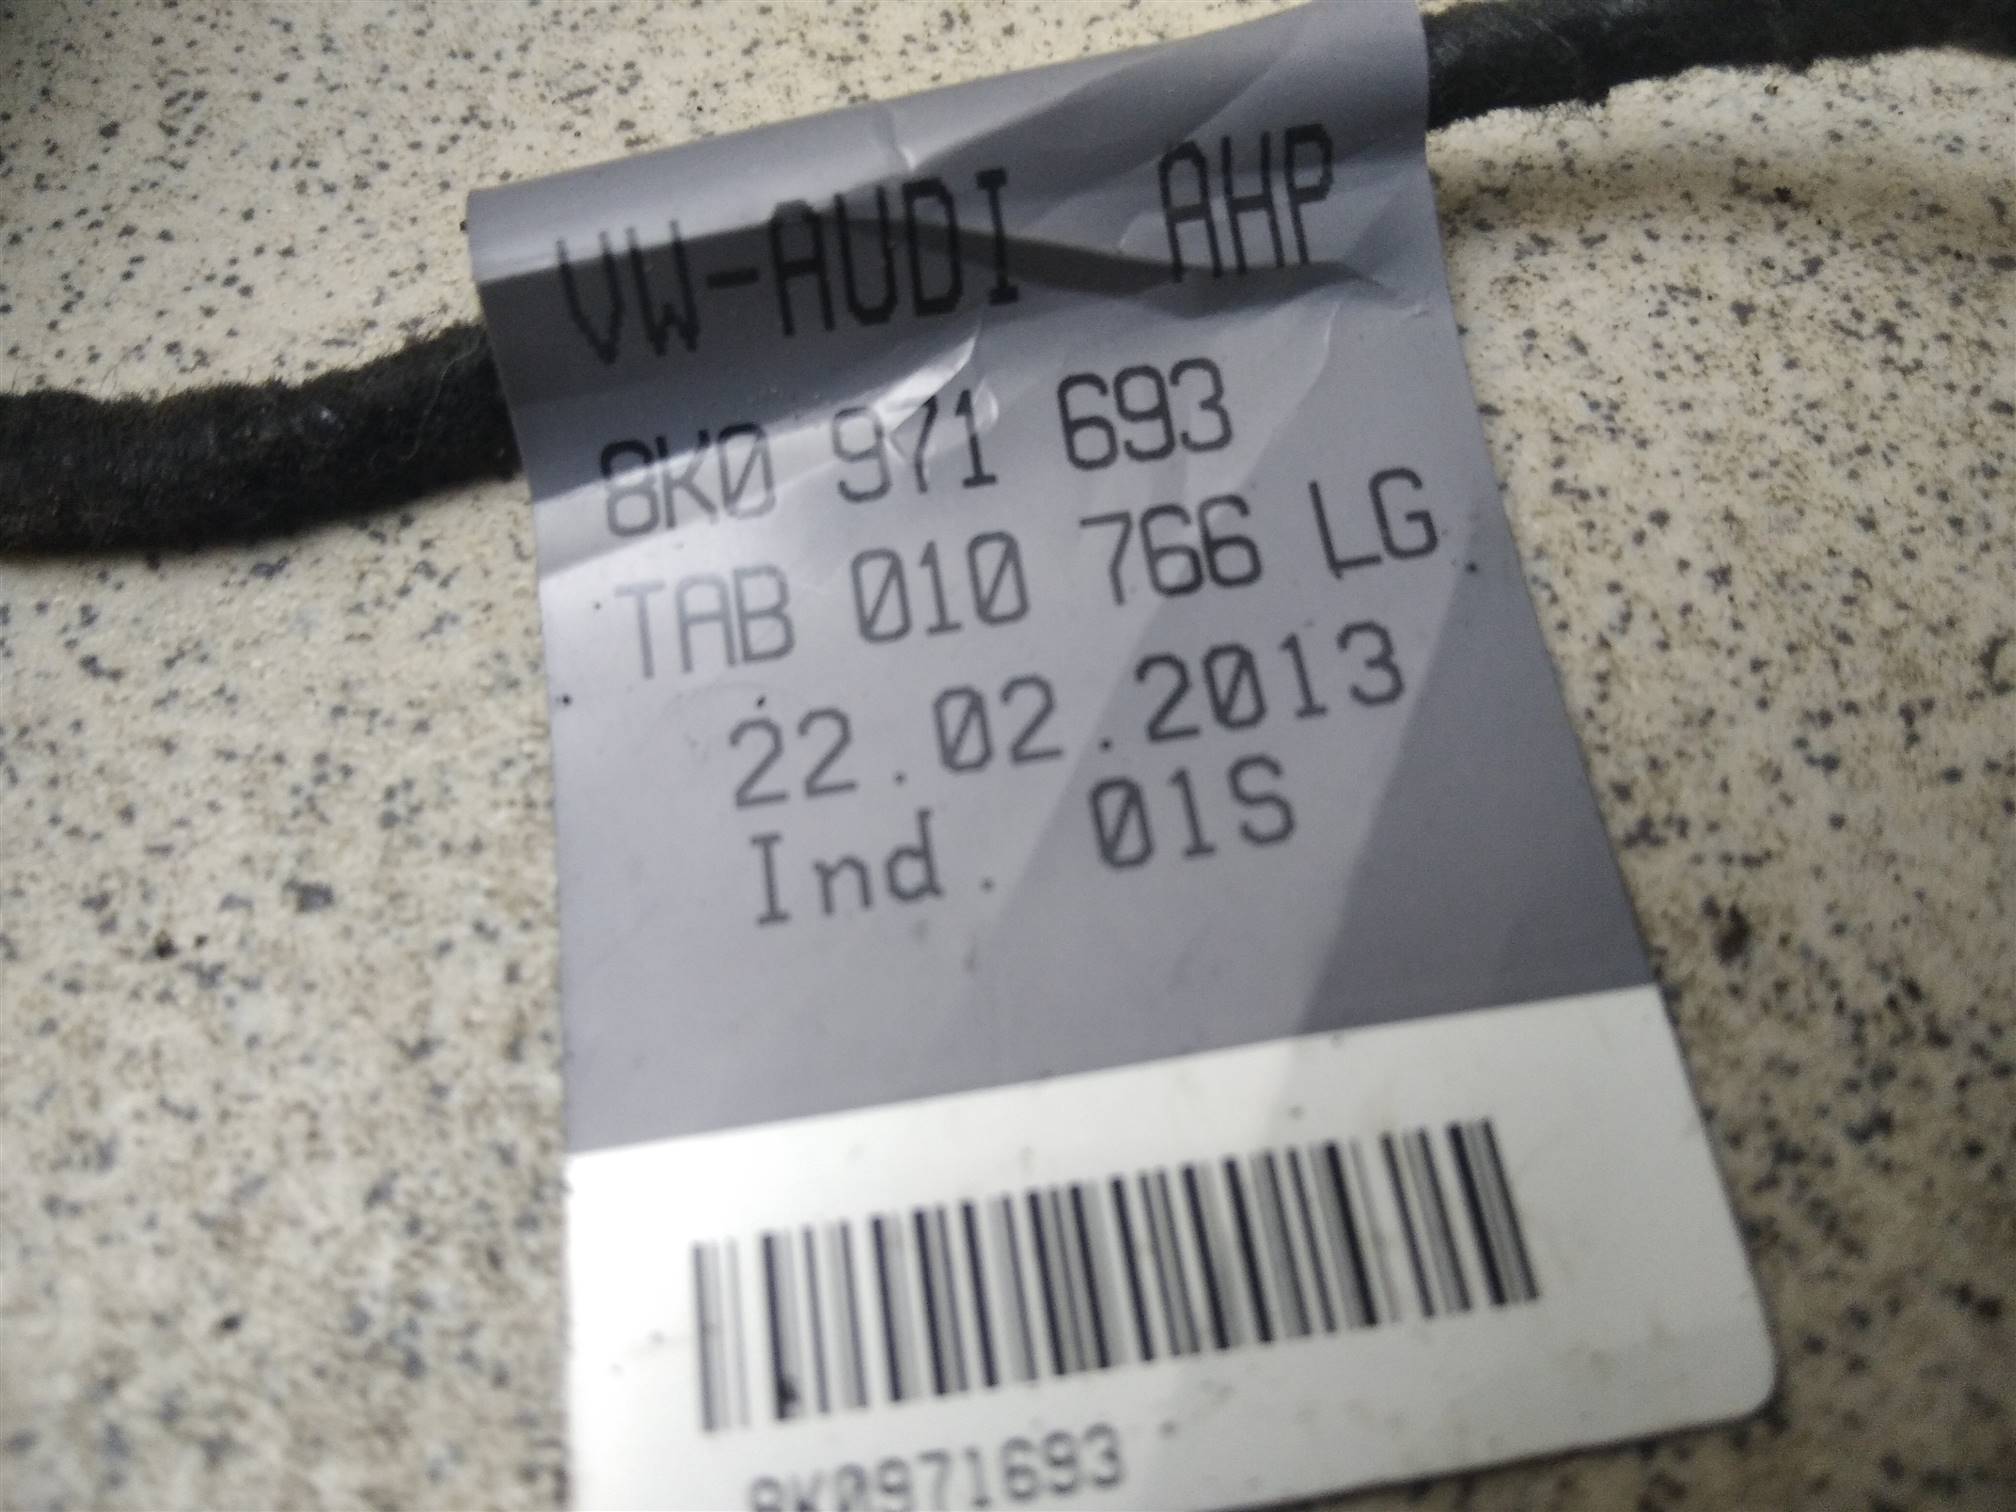 VW-AUDI AHP
8K0 971 693
TAB 010 766 LG
22.02.2013
Ind. 01S
8K0971693